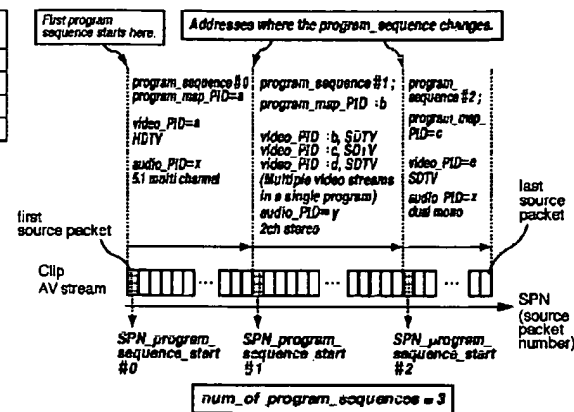 First program
sequence starts here.
Addresses where the program_sequence changes.
program_sequence #0
program_map_PID=a
video_PID=a
HDTV
audio_PID=x
5.1 multi channel
program_sequence #1;
program_map_PID :b
video_PID :b, SDTV
video_PID :c, SDTV
video_PID :d, SDTV
(Multiple video streams
in a single program)
audio_PID=y
2ch stereo
program_
sequence #2;
program_map_
PID=c
video_PID=e
SDTV
audio_PID=x
dual mono
first
source packet
last
source
packet
Clip
AV stream
...
...
...
SPN
(source
packet
number)
SPN_program_
sequence_start
#0
SPN_program_
sequence_start
#1
SPN_program_
sequence_start
#2
num_of_program_sequences = 3